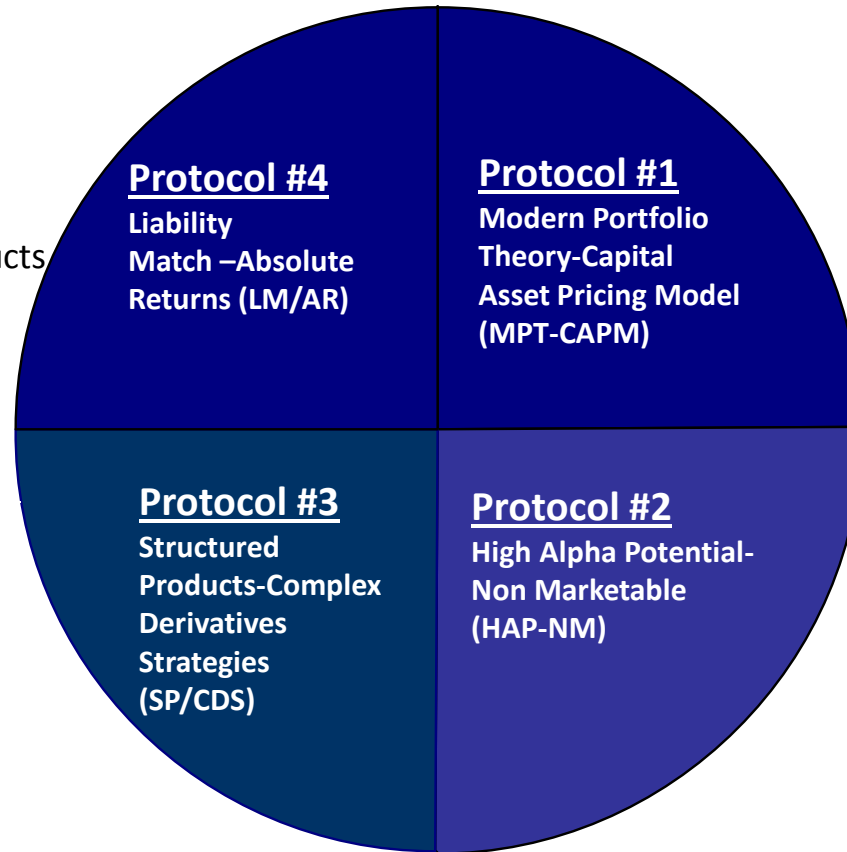 Protocol #4
Liability
Match –Absolute
Returns (LM/AR)
Protocol #1
Modern Portfolio
Theory-Capital
Asset Pricing Model
(MPT-CAPM)
Protocol #3
Structured
Products-Complex
Derivatives
Strategies
(SP/CDS)
Protocol #2
High Alpha Potential-
Non Marketable
(HAP-NM)